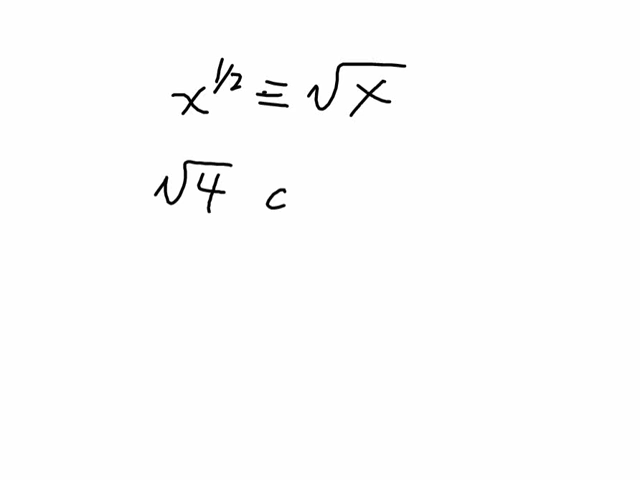 x^{1/2} ≡ √x
√4 c